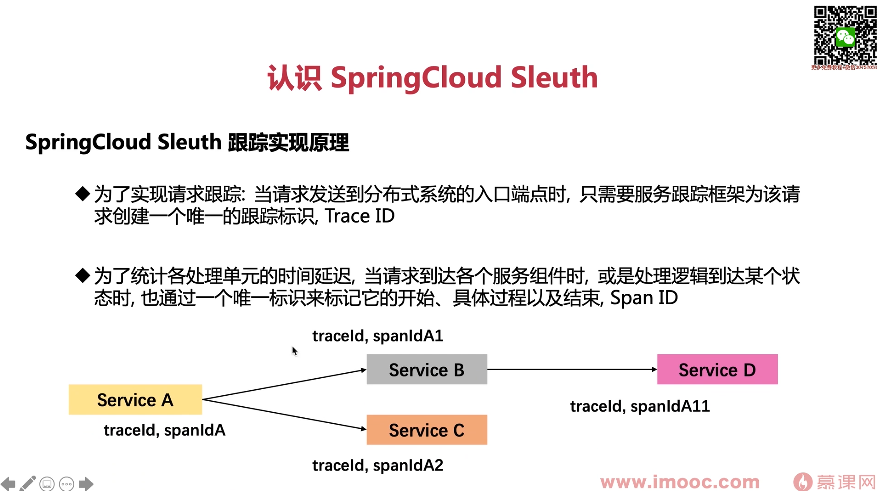 认识 SpringCloud Sleuth
SpringCloud Sleuth 跟踪实现原理
为了实现请求跟踪: 当请求发送到分布式系统的入口端点时, 只需要服务跟踪框架为该请
求创建一个唯一的跟踪标识, Trace ID
为了统计各处理单元的时间延迟, 当请求到达各个服务组件时, 或是处理逻辑到达某个状
态时, 也通过一个唯一标识来标记它的开始、具体过程以及结束, Span ID
traceId, spanIdA1
Service B
Service D
Service A
traceId, spanIdA11
traceId, spanIdA
Service C
traceId, spanIdA2
www.imooc.com
慕课网